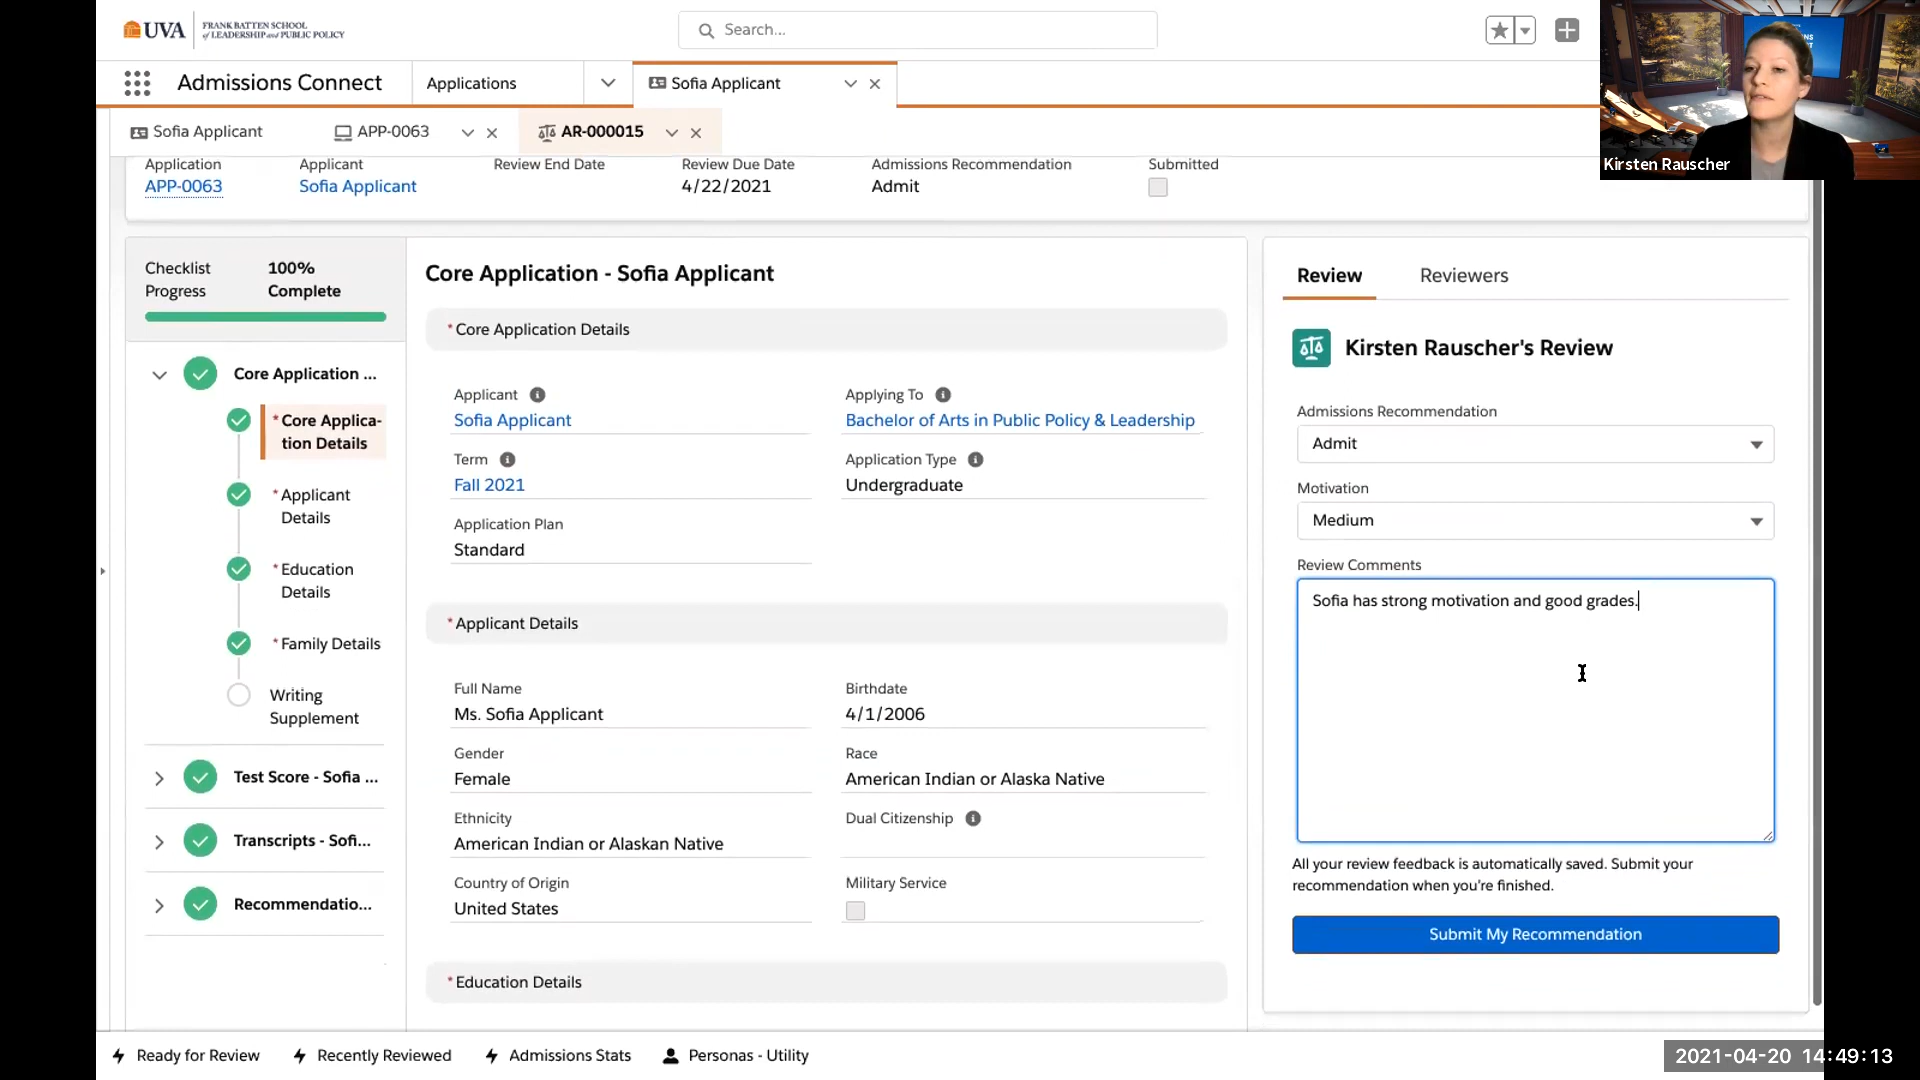 UVA
FRANK BATTEN SCHOOL
of LEADERSHIP and PUBLIC POLICY
Search...
Kirsten Rauscher
Admissions Connect
Applications
Sofia Applicant
Sofia Applicant
APP-0063
AR-000015
Application
APP-0063
Applicant
Sofia Applicant
Review End Date
Review Due Date
4/22/2021
Admissions Recommendation
Admit
Submitted
Checklist
Progress
100%
Complete
Core Application ...
* Core Applica-
tion Details
* Applicant
Details
* Education
Details
* Family Details
Writing
Supplement
Test Score - Sofia ...
Transcripts - Sofi...
Recommendatio...
Core Application - Sofia Applicant
* Core Application Details
Applicant
Sofia Applicant
Applying To
Bachelor of Arts in Public Policy & Leadership
Term
Fall 2021
Application Type
Undergraduate
Application Plan
Standard
* Applicant Details
Full Name
Ms. Sofia Applicant
Birthdate
4/1/2006
Gender
Female
Race
American Indian or Alaska Native
Ethnicity
American Indian or Alaskan Native
Dual Citizenship
Country of Origin
United States
Military Service
* Education Details
Review
Reviewers
Kirsten Rauscher's Review
Admissions Recommendation
Admit
Motivation
Medium
Review Comments
Sofia has strong motivation and good grades.
All your review feedback is automatically saved. Submit your
recommendation when you're finished.
Submit My Recommendation
Ready for Review
Recently Reviewed
Admissions Stats
Personas - Utility
2021-04-20 14:49:13